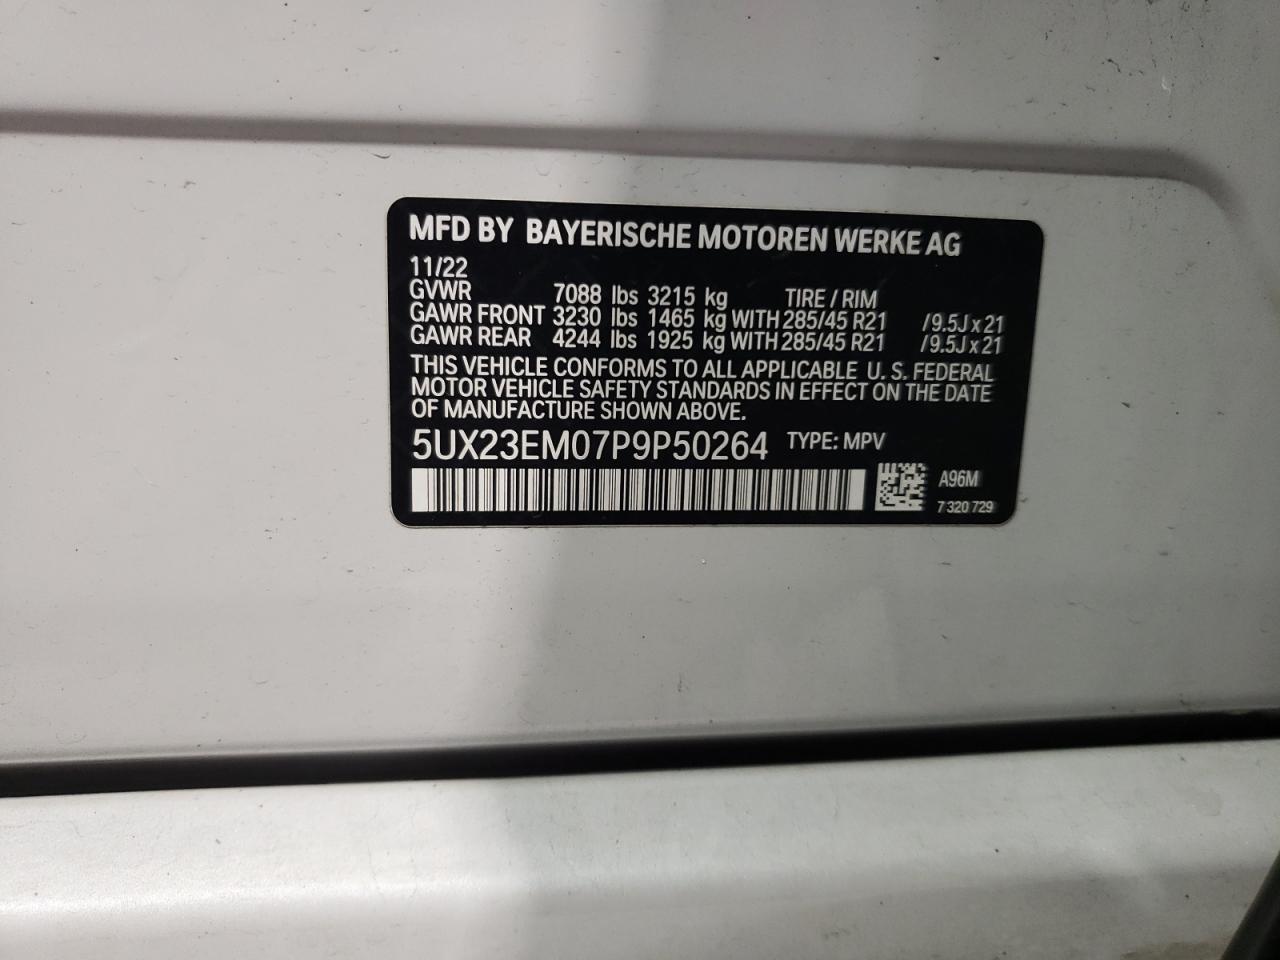 MFD BY BAYERISCHE MOTOREN WERKE AG
11/22
GVWR 7088 lbs 3215 kg TIRE / RIM
GAWR FRONT 3230 lbs 1465 kg WITH 285/45 R21 /9.5J x 21
GAWR REAR 4244 lbs 1925 kg WITH 285/45 R21 /9.5J x 21
THIS VEHICLE CONFORMS TO ALL APPLICABLE U. S. FEDERAL
MOTOR VEHICLE SAFETY STANDARDS IN EFFECT ON THE DATE
OF MANUFACTURE SHOWN ABOVE.
5UX23EM07P9P50264 TYPE: MPV
A96M
7 320 729